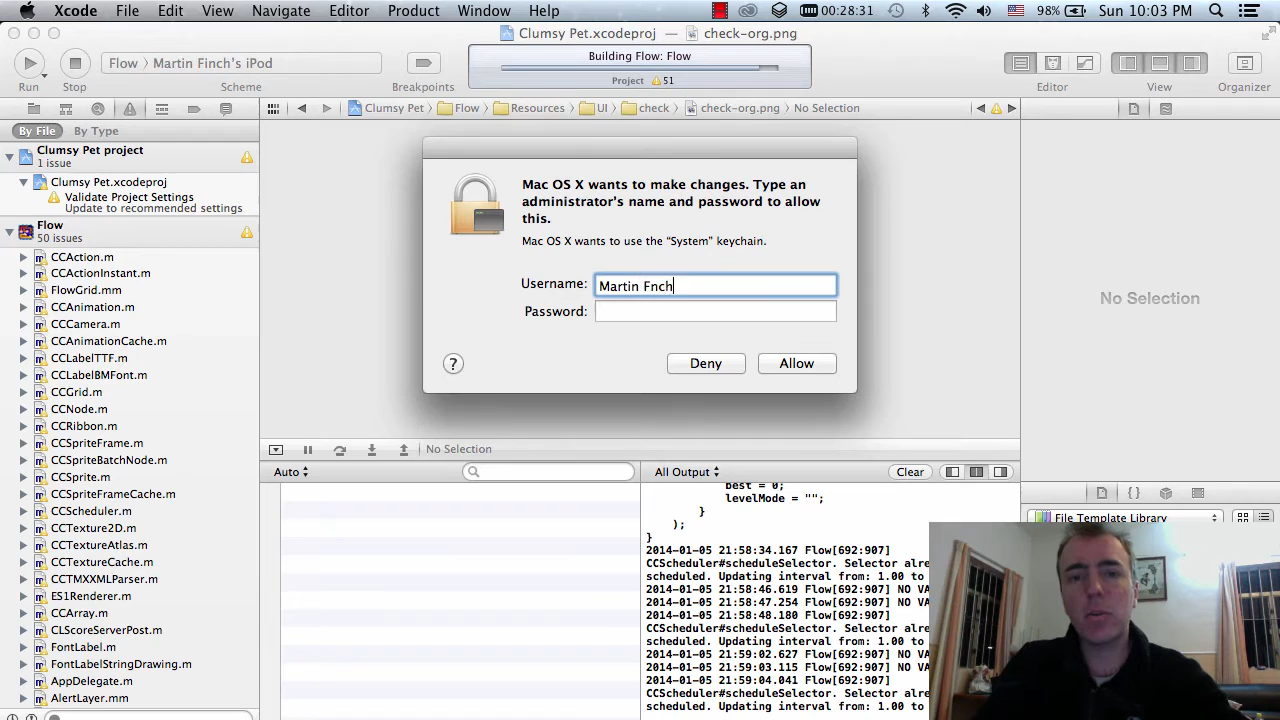 Xcode File Edit View Navigate Editor Product Window Help 00:28:31 98% Sun 10:03 PM
Clumsy Pet.xcodeproj — check-org.png
Run Stop Flow Martin Finch's iPod Building Flow: Flow
Scheme Breakpoints Project 51 Editor View Organizer
Clumsy Pet Flow Resources UI check check-org.png No Selection
By File By Type
Clumsy Pet project
1 issue
Clumsy Pet.xcodeproj
Validate Project Settings
Update to recommended settings
Flow
50 issues
CCAction.m
CCActionInstant.m
FlowGrid.mm
CCAnimation.m
CCCamera.m
CCAnimationCache.m
CCLabelTTF.m
CCLabelBMFont.m
CCGrid.m
CCNode.m
CCRibbon.m
CCSpriteFrame.m
CCSpriteBatchNode.m
CCSprite.m
CCSpriteFrameCache.m
CCScheduler.m
CCTexture2D.m
CCTextureAtlas.m
CCTextureCache.m
CCTMXXMLParser.m
ES1Renderer.m
CCArray.m
CLScoreServerPost.m
FontLabel.m
FontLabelStringDrawing.m
AppDelegate.m
AlertLayer.mm
Mac OS X wants to make changes. Type an
administrator's name and password to allow
this.
Mac OS X wants to use the “System” keychain.
Username: Martin Fnch
Password:
? Deny Allow
No Selection
No Selection
Auto All Output Clear
best = 0;
levelMode = "";
}
);
}
2014-01-05 21:58:34.167 Flow[692:907]
CCScheduler#scheduleSelector. Selector alre
scheduled. Updating interval from: 1.00 to
2014-01-05 21:58:46.619 Flow[692:907] NO VA
2014-01-05 21:58:47.254 Flow[692:907] NO VA
2014-01-05 21:58:48.180 Flow[692:907]
CCScheduler#scheduleSelector. Selector alre
scheduled. Updating interval from: 1.00 to
2014-01-05 21:59:02.627 Flow[692:907] NO VA
2014-01-05 21:59:03.115 Flow[692:907] NO VA
2014-01-05 21:59:04.041 Flow[692:907]
CCScheduler#scheduleSelector. Selector alre
scheduled. Updating interval from: 1.00 to
{ }
File Template Library